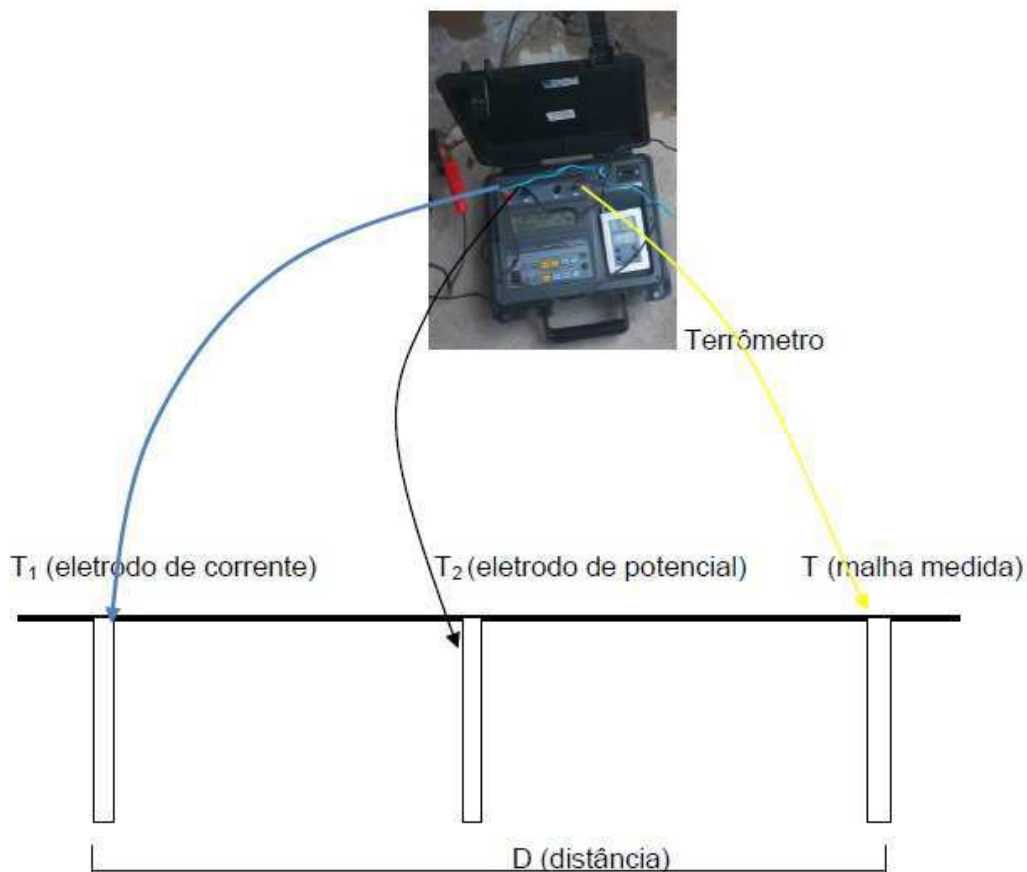 Terrômetro
T₁ (eletrodo de corrente) T₂ (eletrodo de potencial) T (malha medida)
D (distância)